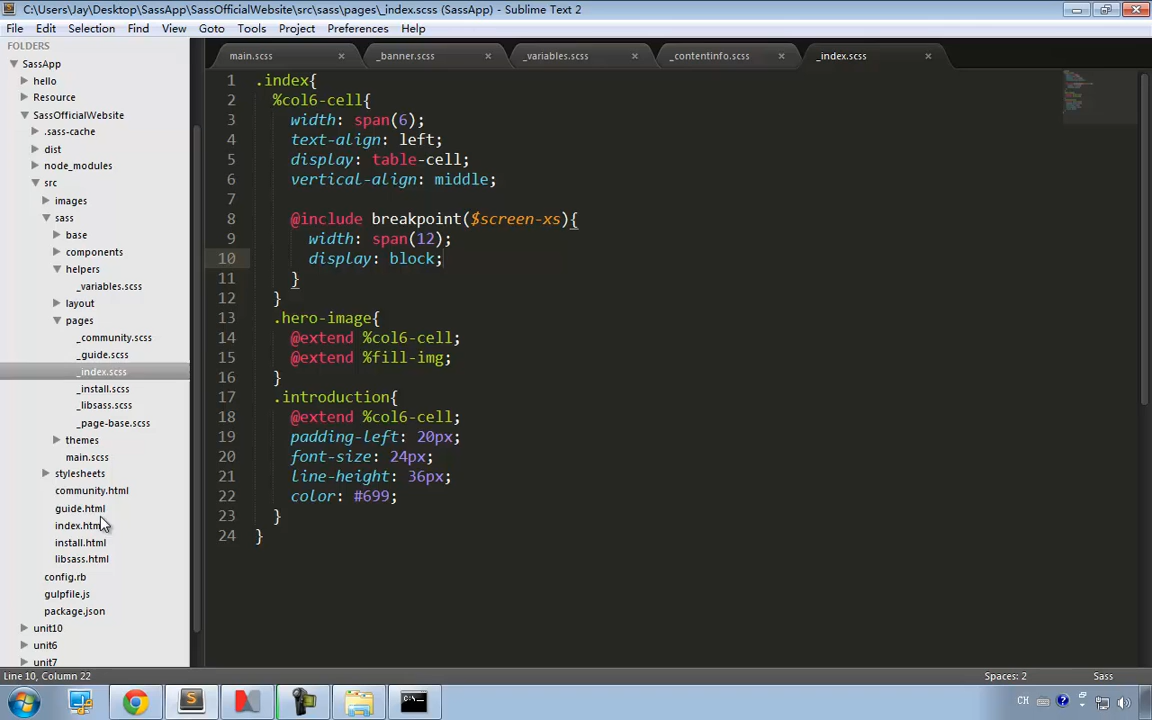 C:\Users\Jay\Desktop\SassApp\SassOfficialWebsite\src\sass\pages\_index.scss (SassApp) - Sublime Text 2
File Edit Selection Find View Goto Tools Project Preferences Help
FOLDERS
SassApp
hello
Resource
SassOfficialWebsite
.sass-cache
dist
node_modules
src
images
sass
base
components
helpers
_variables.scss
layout
pages
_community.scss
_guide.scss
_index.scss
_install.scss
_libsass.scss
_page-base.scss
themes
main.scss
stylesheets
community.html
guide.html
index.html
install.html
libsass.html
config.rb
gulpfile.js
package.json
unit10
unit6
unit7
main.scss _banner.scss _variables.scss _contentinfo.scss _index.scss
1 .index{
2 %col6-cell{
3 width: span(6);
4 text-align: left;
5 display: table-cell;
6 vertical-align: middle;
7
8 @include breakpoint($screen-xs){
9 width: span(12);
10 display: block;
11 }
12 }
13 .hero-image{
14 @extend %col6-cell;
15 @extend %fill-img;
16 }
17 .introduction{
18 @extend %col6-cell;
19 padding-left: 20px;
20 font-size: 24px;
21 line-height: 36px;
22 color: #699;
23 }
24 }
Line 10, Column 22 Spaces: 2 Sass
CH